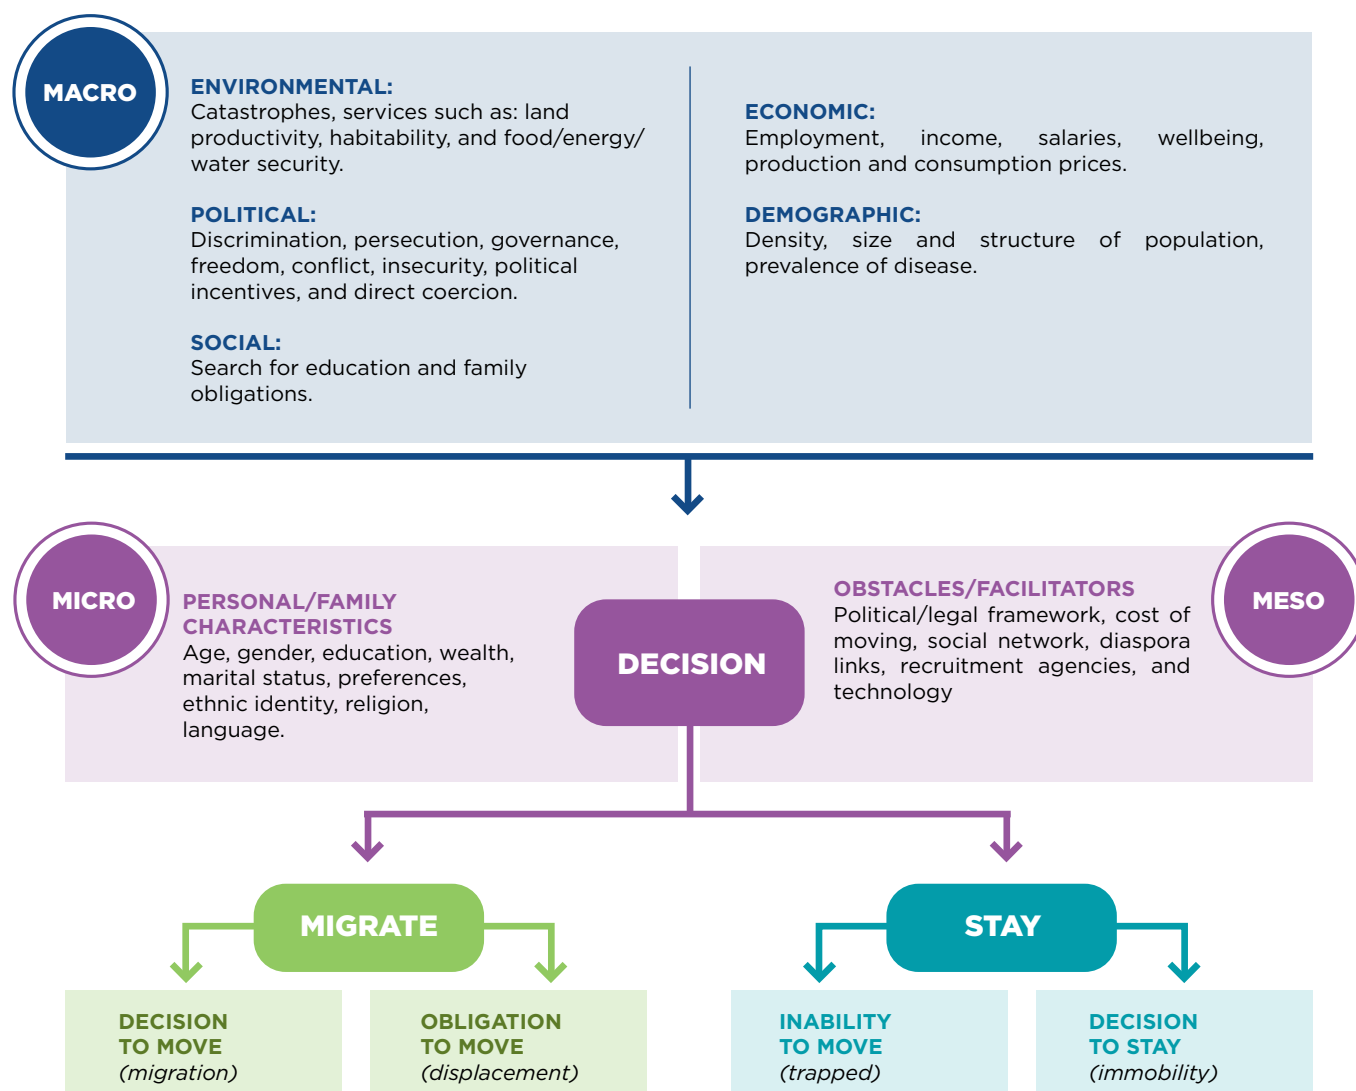 MACRO
ENVIRONMENTAL:
Catastrophes, services such as: land
productivity, habitability, and food/energy/
water security.
POLITICAL:
Discrimination, persecution, governance,
freedom, conflict, insecurity, political
incentives, and direct coercion.
SOCIAL:
Search for education and family
obligations.
ECONOMIC:
Employment, income, salaries, wellbeing,
production and consumption prices.
DEMOGRAPHIC:
Density, size and structure of population,
prevalence of disease.
MICRO
PERSONAL/FAMILY
CHARACTERISTICS
Age, gender, education, wealth,
marital status, preferences,
ethnic identity, religion,
language.
DECISION
OBSTACLES/FACILITATORS
Political/legal framework, cost of
moving, social network, diaspora
links, recruitment agencies, and
technology
MESO
MIGRATE
STAY
DECISION
TO MOVE
(migration)
OBLIGATION
TO MOVE
(displacement)
INABILITY
TO MOVE
(trapped)
DECISION
TO STAY
(immobility)